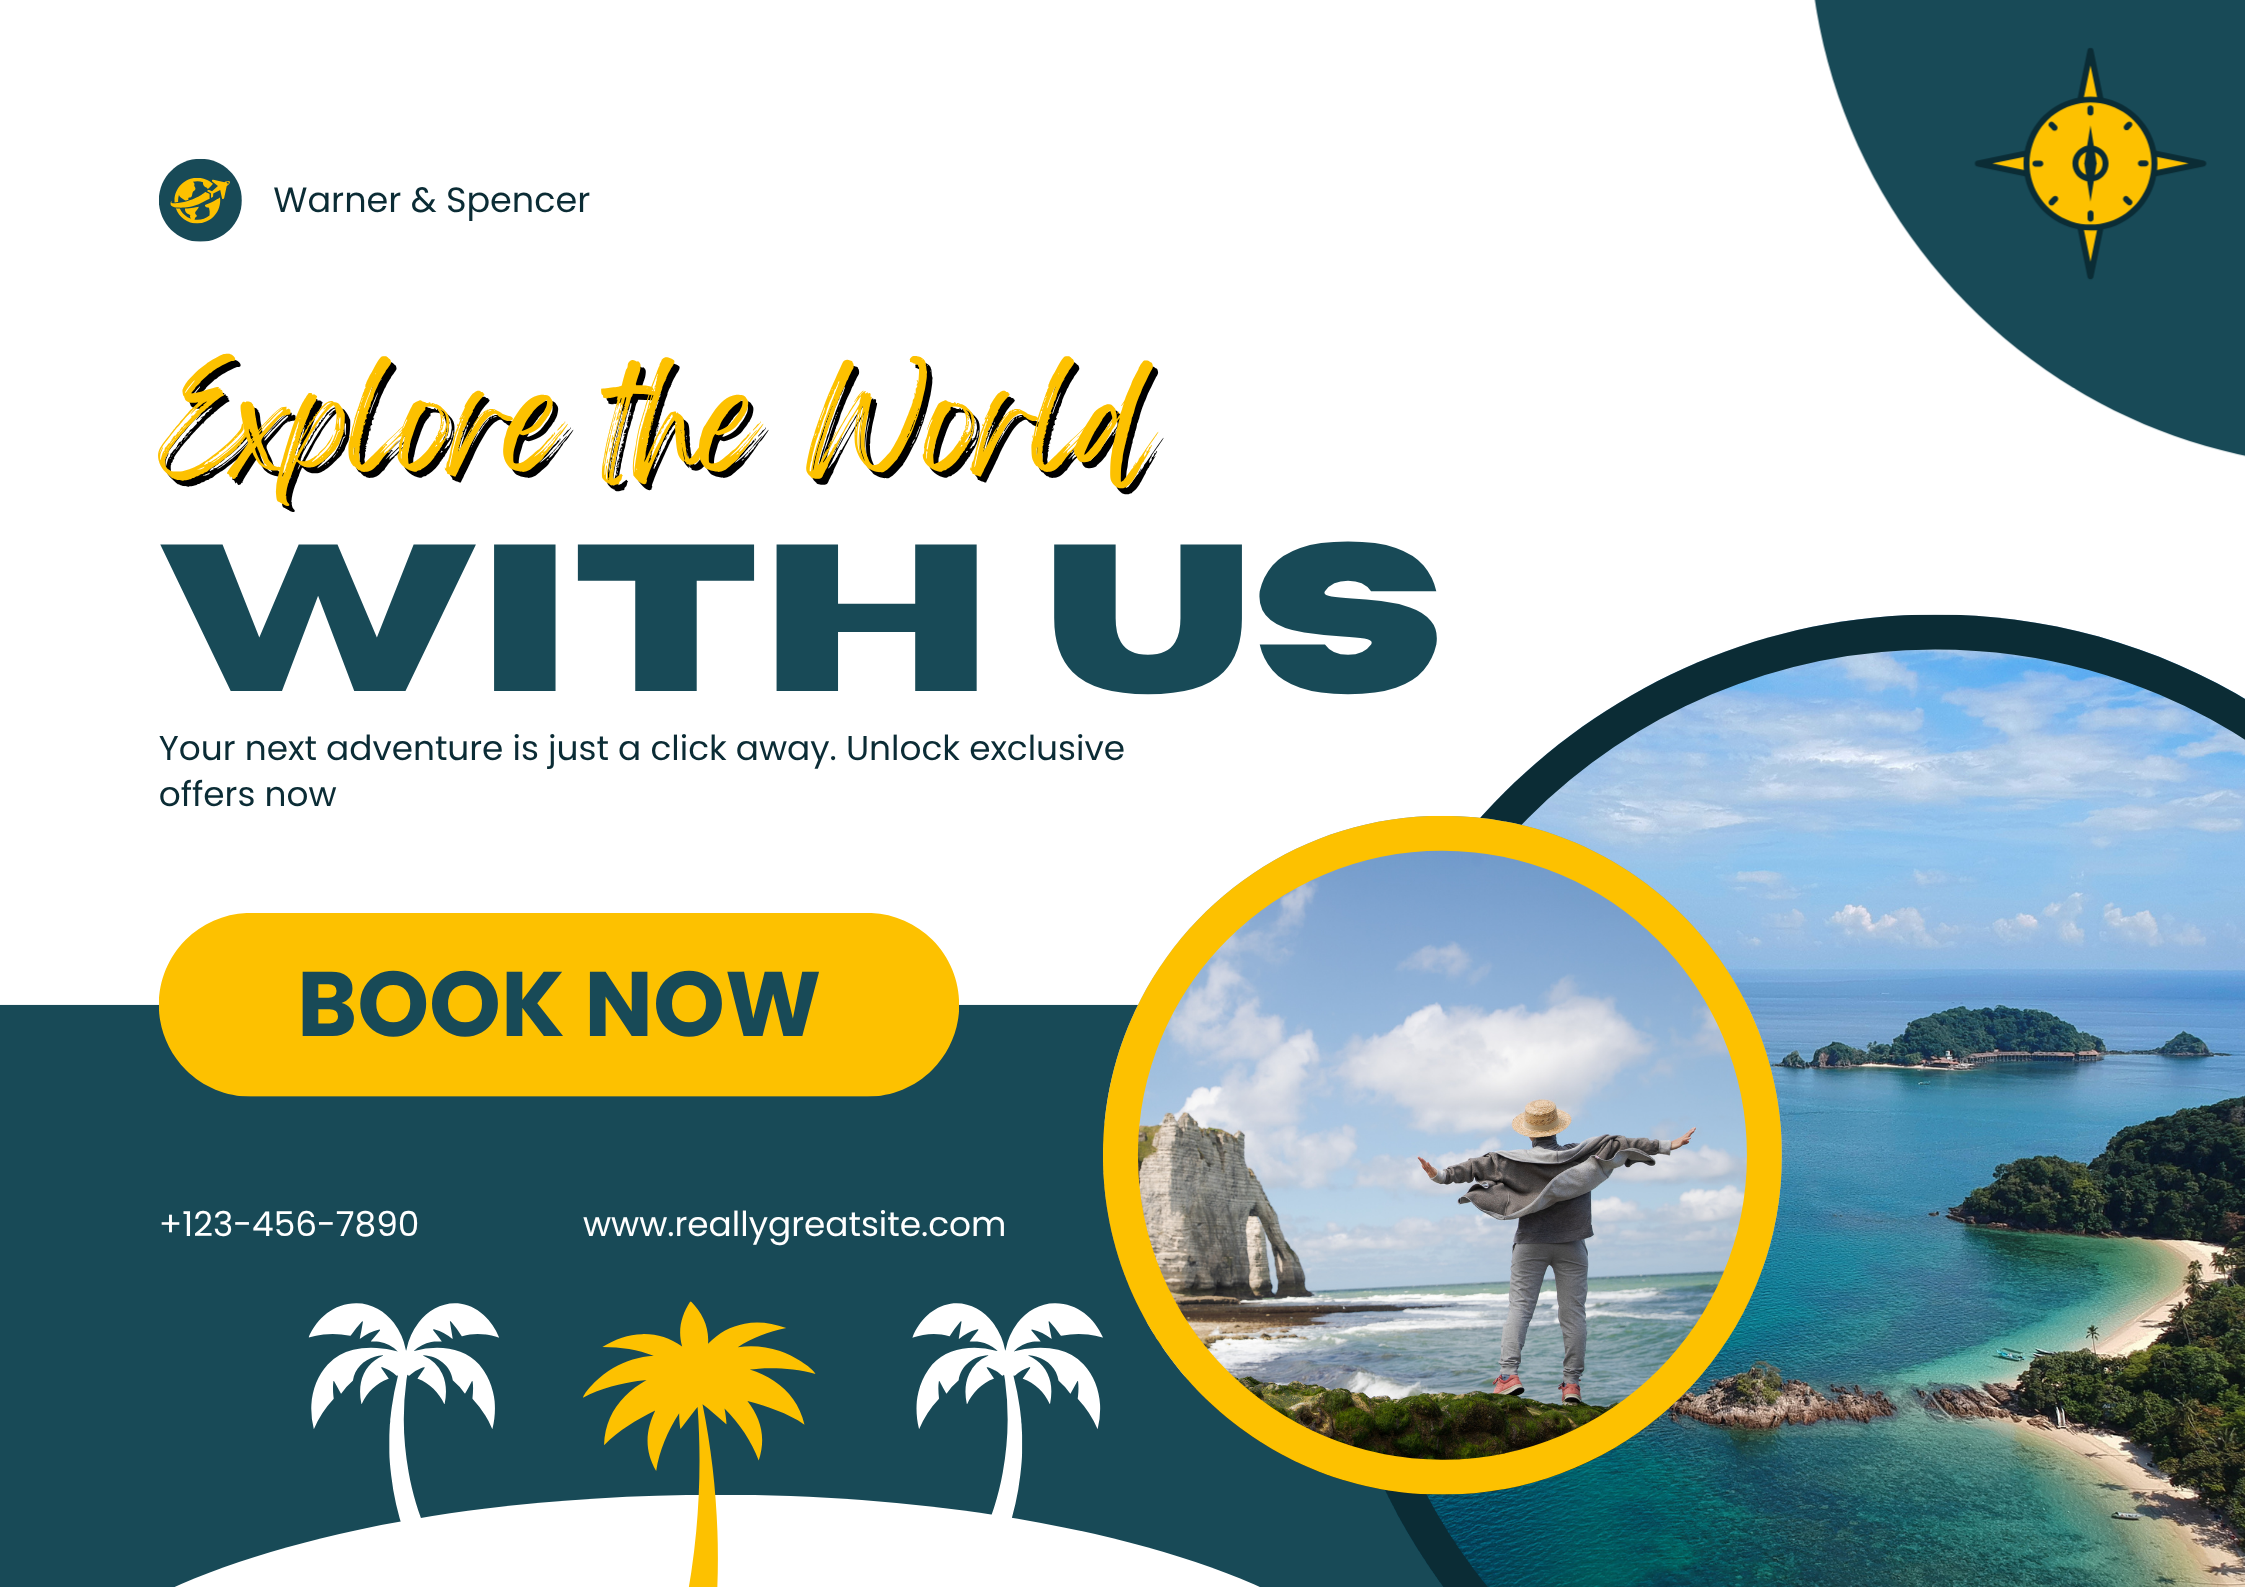 Warner & Spencer
Explore the World
WITH US
Your next adventure is just a click away. Unlock exclusive
offers now
BOOK NOW
+123-456-7890
www.reallygreatsite.com